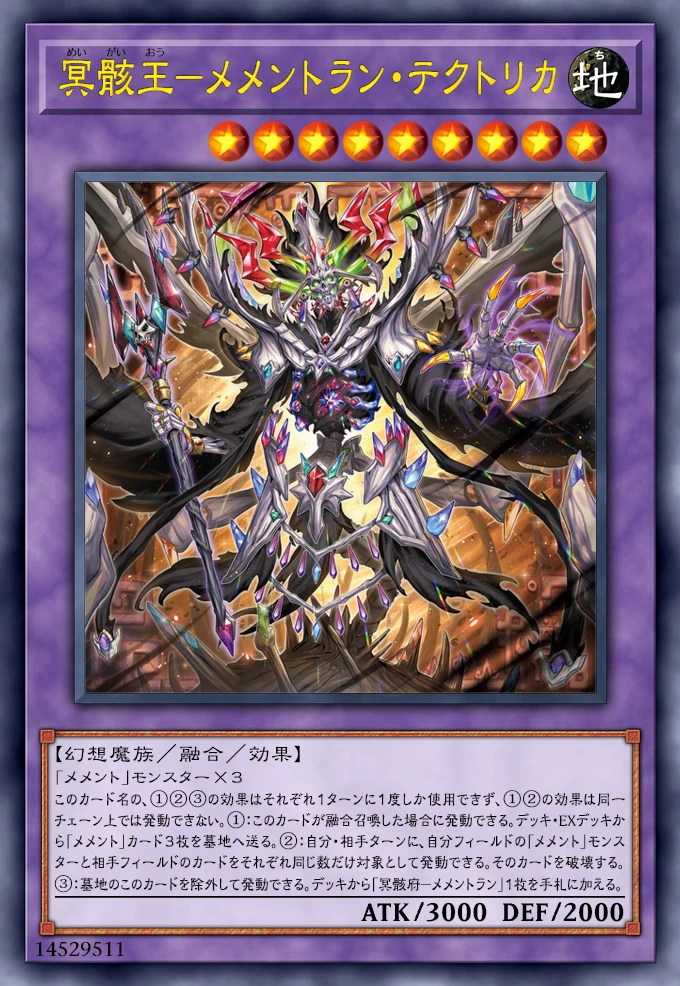 めい がい おう
冥骸王－メメントラン・テクトリカ
ち
地
【幻想魔族／融合／効果】
「メメント」モンスター×３
このカード名の、①②③の効果はそれぞれ１ターンに１度しか使用できず、①②の効果は同一
チェーン上では発動できない。①：このカードが融合召喚した場合に発動できる。デッキ・EXデッキか
ら「メメント」カード３枚を墓地へ送る。②：自分・相手ターンに、自分フィールドの「メメント」モンス
ターと相手フィールドのカードをそれぞれ同じ数だけ対象として発動できる。そのカードを破壊する。
③：墓地のこのカードを除外して発動できる。デッキから「冥骸府－メメントラン」１枚を手札に加える。
ATK/3000 DEF/2000
14529511